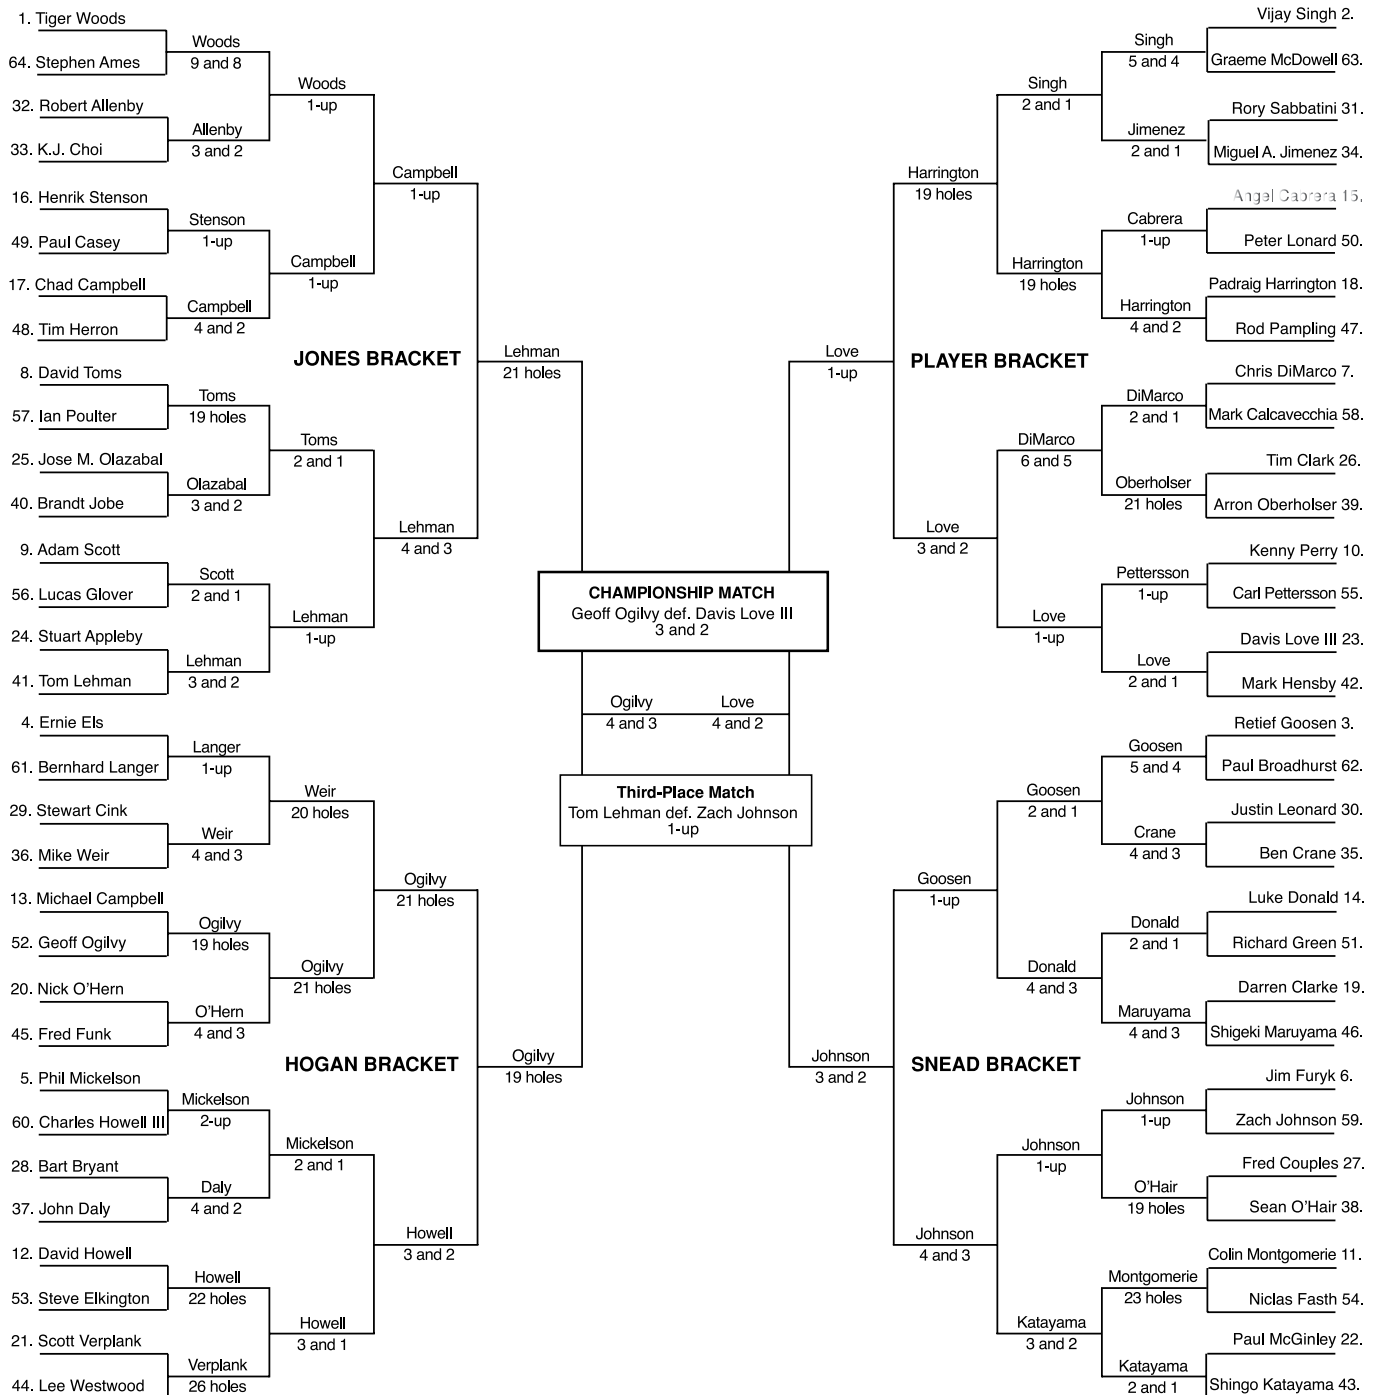 1. Tiger Woods
Woods
9 and 8
64. Stephen Ames
Woods
1-up
32. Robert Allenby
Allenby
3 and 2
33. K.J. Choi
Campbell
1-up
16. Henrik Stenson
Stenson
1-up
49. Paul Casey
Campbell
1-up
17. Chad Campbell
Campbell
4 and 2
48. Tim Herron
JONES BRACKET
Lehman
21 holes
8. David Toms
Toms
19 holes
57. Ian Poulter
Toms
2 and 1
25. Jose M. Olazabal
Olazabal
3 and 2
40. Brandt Jobe
Lehman
4 and 3
9. Adam Scott
Scott
2 and 1
56. Lucas Glover
Lehman
1-up
24. Stuart Appleby
Lehman
3 and 2
41. Tom Lehman
4. Ernie Els
Langer
1-up
61. Bernhard Langer
Weir
20 holes
29. Stewart Cink
Weir
4 and 3
36. Mike Weir
Ogilvy
21 holes
13. Michael Campbell
Ogilvy
19 holes
52. Geoff Ogilvy
Ogilvy
21 holes
20. Nick O'Hern
O'Hern
4 and 3
45. Fred Funk
HOGAN BRACKET
Ogilvy
19 holes
5. Phil Mickelson
Mickelson
2-up
60. Charles Howell III
Mickelson
2 and 1
28. Bart Bryant
Daly
4 and 2
37. John Daly
Howell
3 and 2
12. David Howell
Howell
22 holes
53. Steve Elkington
Howell
3 and 1
21. Scott Verplank
Verplank
26 holes
44. Lee Westwood
CHAMPIONSHIP MATCH
Geoff Ogilvy def. Davis Love III
3 and 2
Ogilvy
4 and 3
Love
4 and 2
Third-Place Match
Tom Lehman def. Zach Johnson
1-up
Vijay Singh 2.
Singh
5 and 4
Graeme McDowell 63.
Singh
2 and 1
Rory Sabbatini 31.
Jimenez
2 and 1
Miguel A. Jimenez 34.
Harrington
19 holes
Angel Cabrera 15.
Cabrera
1-up
Peter Lonard 50.
Harrington
19 holes
Padraig Harrington 18.
Harrington
4 and 2
Rod Pampling 47.
Love
1-up
PLAYER BRACKET
Chris DiMarco 7.
DiMarco
2 and 1
Mark Calcavecchia 58.
DiMarco
6 and 5
Tim Clark 26.
Oberholser
21 holes
Arron Oberholser 39.
Love
3 and 2
Kenny Perry 10.
Pettersson
1-up
Carl Pettersson 55.
Love
1-up
Davis Love III 23.
Love
2 and 1
Mark Hensby 42.
Retief Goosen 3.
Goosen
5 and 4
Paul Broadhurst 62.
Goosen
2 and 1
Justin Leonard 30.
Crane
4 and 3
Ben Crane 35.
Goosen
1-up
Luke Donald 14.
Donald
2 and 1
Richard Green 51.
Donald
4 and 3
Darren Clarke 19.
Maruyama
4 and 3
Shigeki Maruyama 46.
Johnson
3 and 2
SNEAD BRACKET
Jim Furyk 6.
Johnson
1-up
Zach Johnson 59.
Johnson
1-up
Fred Couples 27.
O'Hair
19 holes
Sean O'Hair 38.
Johnson
4 and 3
Colin Montgomerie 11.
Montgomerie
23 holes
Niclas Fasth 54.
Katayama
3 and 2
Paul McGinley 22.
Katayama
2 and 1
Shingo Katayama 43.